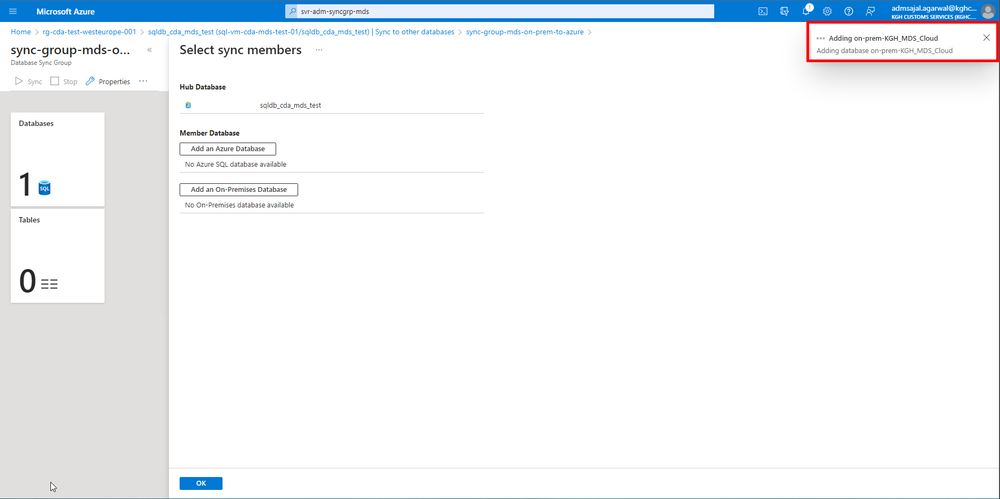 Microsoft Azure
svr-adm-syncgrp-mds
1
admsajal.agarwal@kghc...
KGH CUSTOMS SERVICES (KGHC....
Home > rg-cda-test-westeurope-001 > sqldb_cda_mds_test (sql-vm-cda-mds-test-01/sqldb_cda_mds_test) | Sync to other databases > sync-group-mds-on-prem-to-azure >
Adding on-prem-KGH_MDS_Cloud
Adding database on-prem-KGH_MDS_Cloud
sync-group-mds-o... «
Database Sync Group
Sync Stop Properties ...
Databases
1 SQL
Tables
0
Select sync members ...
Hub Database
sqldb_cda_mds_test
Member Database
Add an Azure Database
No Azure SQL database available
Add an On-Premises Database
No On-Premises database available
OK